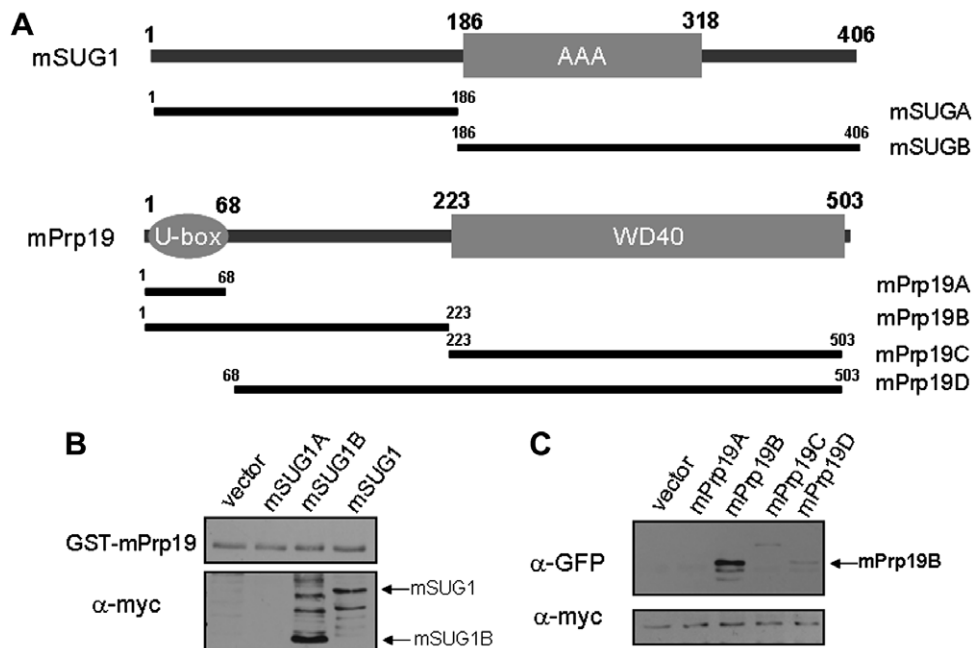 A
1 186 318 406
mSUG1 AAA
1 186
mSUGA
186 406
mSUGB
1 68 223 503
mPrp19 U-box WD40
1 68
mPrp19A
1 223
mPrp19B
223 503
mPrp19C
68 503
mPrp19D
B
vector mSUG1A mSUG1B mSUG1
GST-mPrp19
α-myc
mSUG1
mSUG1B
C
vector mPrp19A mPrp19B mPrp19C mPrp19D
α-GFP
mPrp19B
α-myc